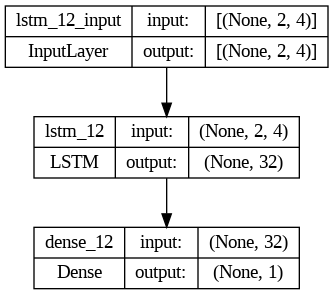 lstm_12_input input: [(None, 2, 4)]
InputLayer output: [(None, 2, 4)]
lstm_12 input: (None, 2, 4)
LSTM output: (None, 32)
dense_12 input: (None, 32)
Dense output: (None, 1)